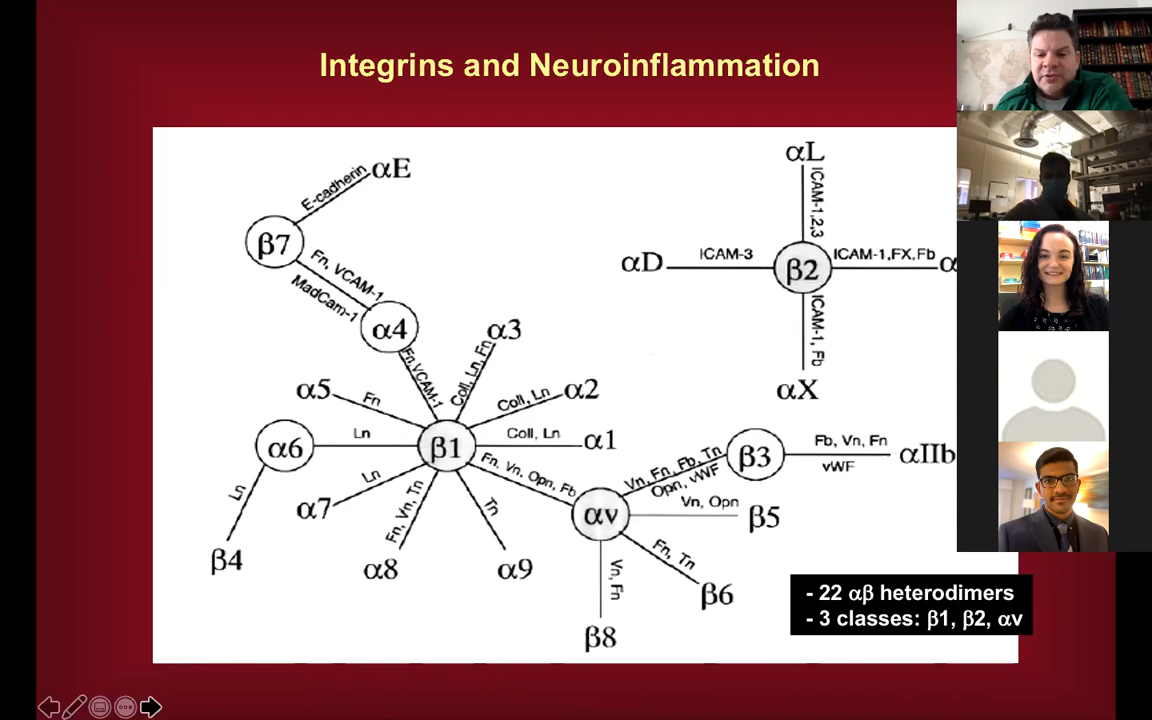 Integrins and Neuroinflammation
αE
E-cadherin
β7
Fn, VCAM-1
MadCam-1
α4
Fn,VCAM-1
α3
Coll, Ln, Fn
α5
Fn
α2
Coll, Ln
α6
Ln
β1
Coll, Ln
α1
Ln
α7
Ln
β4
Fn, Vn, Tn
α8
Tn
α9
Fn, Vn, Opn, Fb
αv
Vn, Fn, Fb, Tn
Opn, vWF
β3
Fb, Vn, Fn
vWF
αIIb
Vn, Opn
β5
Fn, Tn
β6
Vn, Fn
β8
αL
ICAM-1,2,3
αD
ICAM-3
β2
ICAM-1,FX,Fb
α
ICAM-1, Fb
αX
- 22 αβ heterodimers
- 3 classes: β1, β2, αv